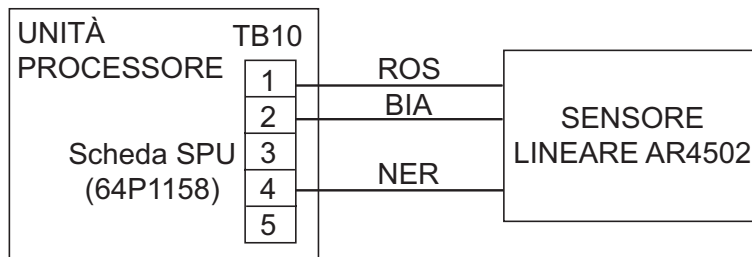 UNITÀ
PROCESSORE
TB10
1
2
3
4
5
Scheda SPU
(64P1158)
ROS
BIA
NER
SENSORE
LINEARE AR4502